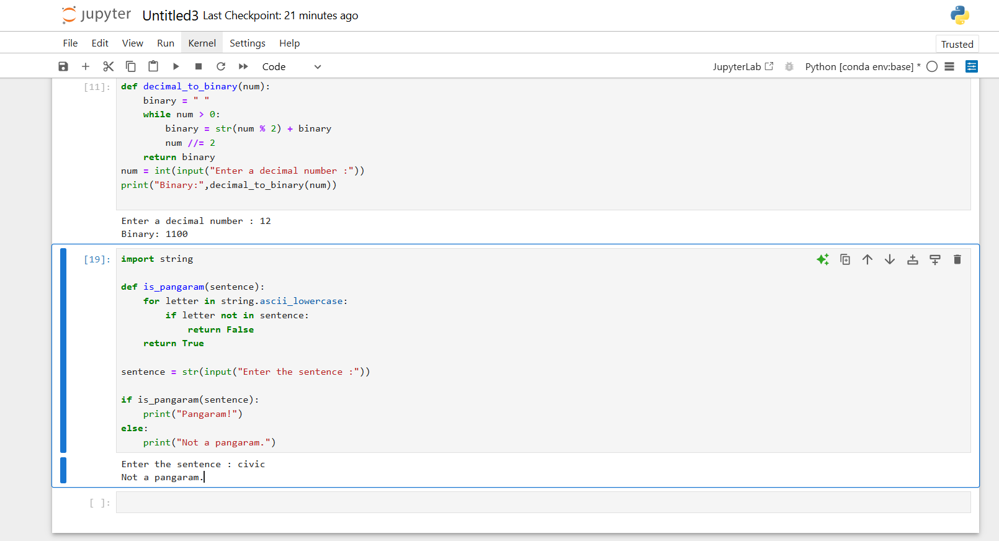 jupyter Untitled3 Last Checkpoint: 21 minutes ago
File Edit View Run Kernel Settings Help
Trusted
Code
JupyterLab
Python [conda env:base] *
[11]:
def decimal_to_binary(num):
    binary = " "
    while num > 0:
        binary = str(num % 2) + binary
        num //= 2
    return binary
num = int(input("Enter a decimal number :"))
print("Binary:",decimal_to_binary(num))
Enter a decimal number : 12
Binary: 1100
[19]:
import string
def is_pangaram(sentence):
    for letter in string.ascii_lowercase:
        if letter not in sentence:
            return False
    return True
sentence = str(input("Enter the sentence :"))
if is_pangaram(sentence):
    print("Pangaram!")
else:
    print("Not a pangaram.")
Enter the sentence : civic
Not a pangaram.
[ ]: